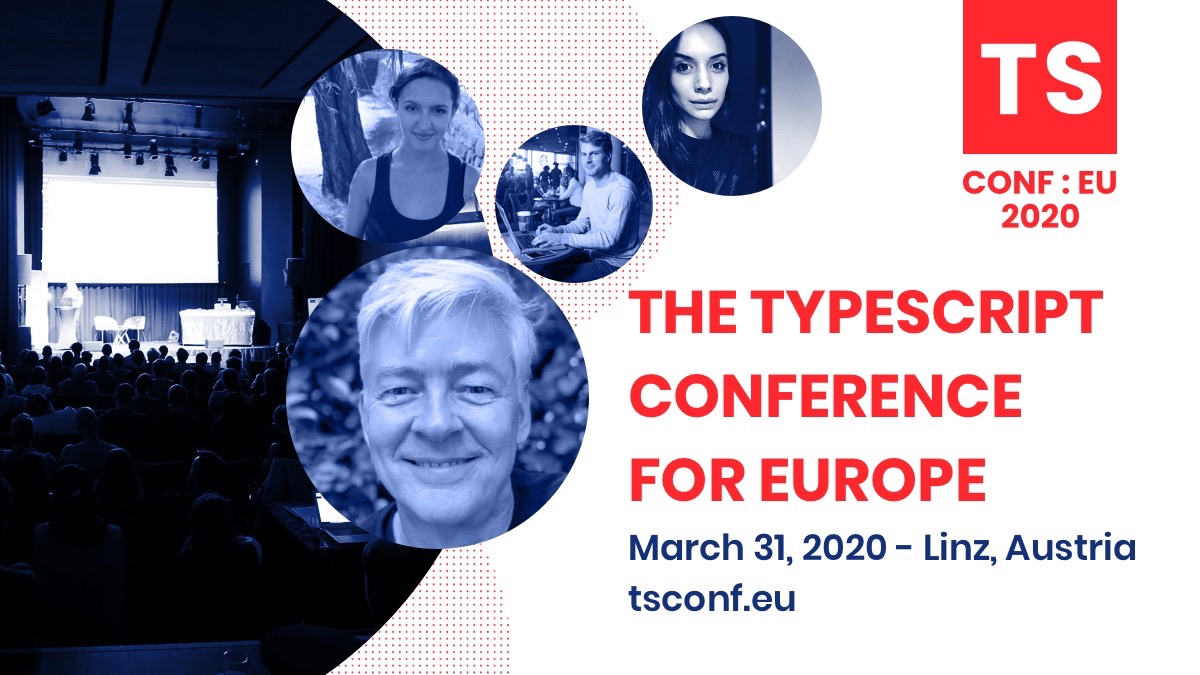 TS
CONF : EU
2020
THE TYPESCRIPT
CONFERENCE
FOR EUROPE
March 31, 2020 - Linz, Austria
tsconf.eu